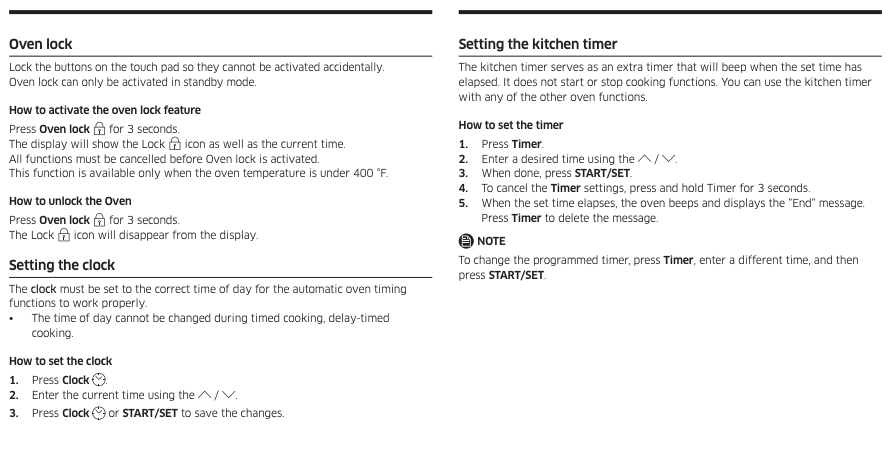 Oven lock
Lock the buttons on the touch pad so they cannot be activated accidentally.
Oven lock can only be activated in standby mode.
How to activate the oven lock feature
Press Oven lock for 3 seconds.
The display will show the Lock icon as well as the current time.
All functions must be cancelled before Oven lock is activated.
This function is available only when the oven temperature is under 400 °F.
How to unlock the Oven
Press Oven lock for 3 seconds.
The Lock icon will disappear from the display.
Setting the clock
The clock must be set to the correct time of day for the automatic oven timing
functions to work properly.
• The time of day cannot be changed during timed cooking, delay-timed
cooking.
How to set the clock
1. Press Clock.
2. Enter the current time using the / .
3. Press Clock or START/SET to save the changes.
Setting the kitchen timer
The kitchen timer serves as an extra timer that will beep when the set time has
elapsed. It does not start or stop cooking functions. You can use the kitchen timer
with any of the other oven functions.
How to set the timer
1. Press Timer.
2. Enter a desired time using the / .
3. When done, press START/SET.
4. To cancel the Timer settings, press and hold Timer for 3 seconds.
5. When the set time elapses, the oven beeps and displays the "End" message.
Press Timer to delete the message.
NOTE
To change the programmed timer, press Timer, enter a different time, and then
press START/SET.